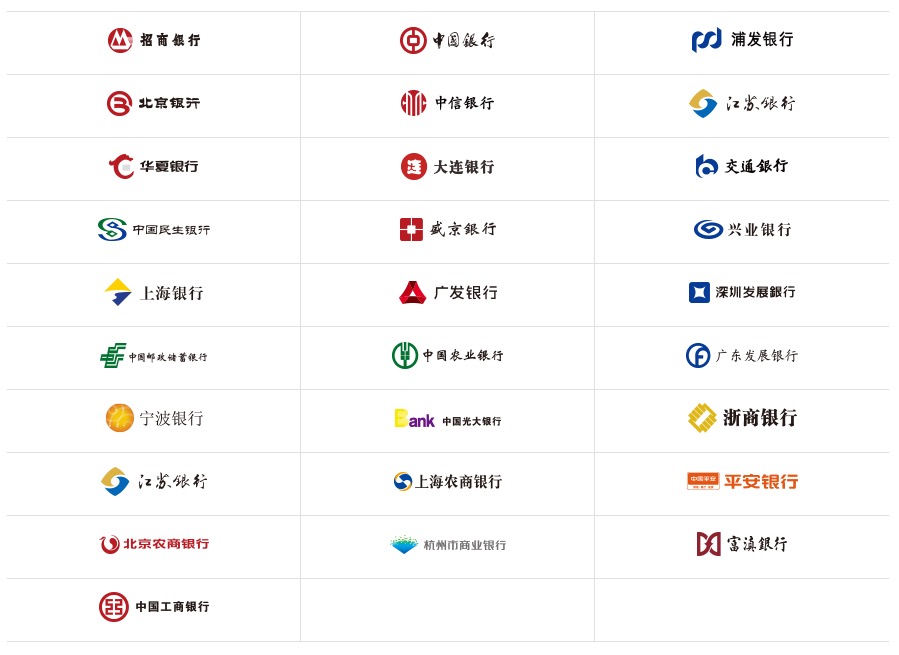 招商银行
中国银行
浦发银行
北京银行
中信银行
江苏银行
华夏银行
大连银行
交通银行
中国民生银行
盛京銀行
兴业银行
上海银行
广发银行
深圳发展銀行
中国邮政储蓄银行
中国农业银行
广东发展银行
宁波银行
Bank 中国光大银行
浙商银行
江苏银行
上海农商银行
中国平安 平安银行
北京农商银行
杭州市商业银行
富滇銀行
中国工商银行